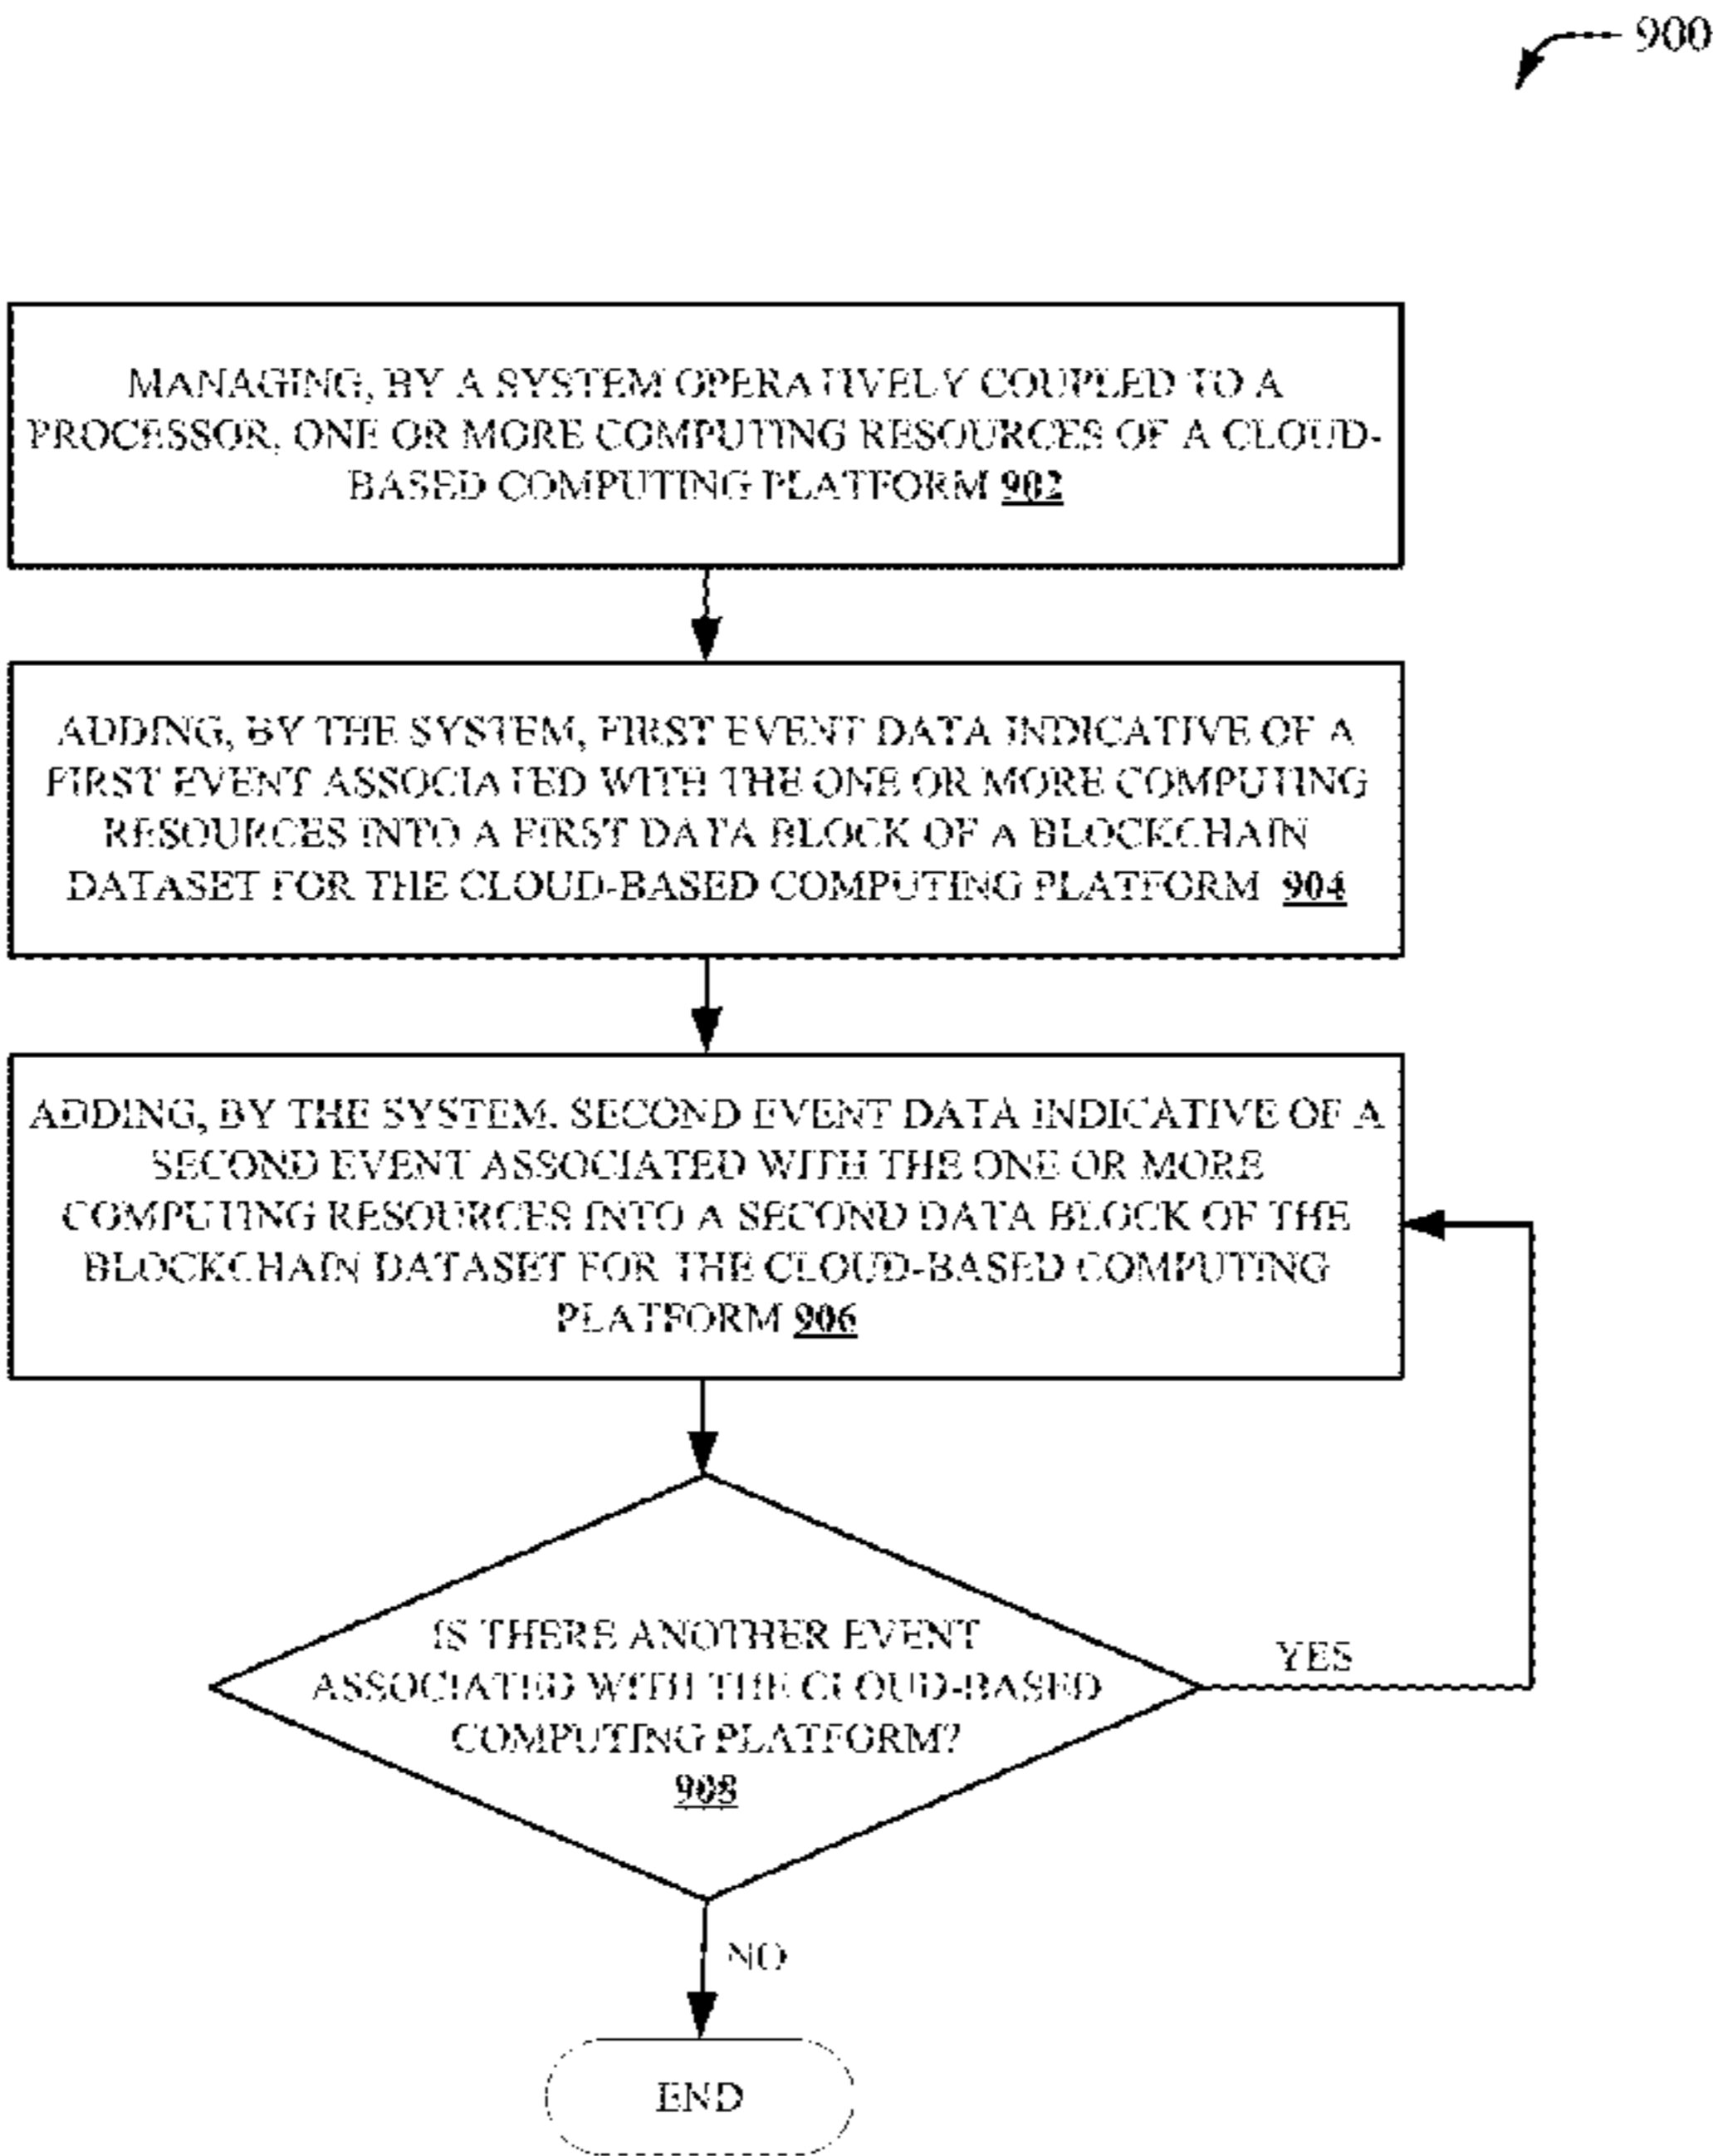 900
MANAGING, BY A SYSTEM OPERATIVELY COUPLED TO A
PROCESSOR, ONE OR MORE COMPUTING RESOURCES OF A CLOUD-
BASED COMPUTING PLATFORM 902
ADDING, BY THE SYSTEM, FIRST EVENT DATA INDICATIVE OF A
FIRST EVENT ASSOCIATED WITH THE ONE OR MORE COMPUTING
RESOURCES INTO A FIRST DATA BLOCK OF A BLOCKCHAIN
DATASET FOR THE CLOUD-BASED COMPUTING PLATFORM 904
ADDING, BY THE SYSTEM, SECOND EVENT DATA INDICATIVE OF A
SECOND EVENT ASSOCIATED WITH THE ONE OR MORE
COMPUTING RESOURCES INTO A SECOND DATA BLOCK OF THE
BLOCKCHAIN DATASET FOR THE CLOUD-BASED COMPUTING
PLATFORM 906
IS THERE ANOTHER EVENT
ASSOCIATED WITH THE CLOUD-BASED
COMPUTING PLATFORM?
908
YES
NO
END